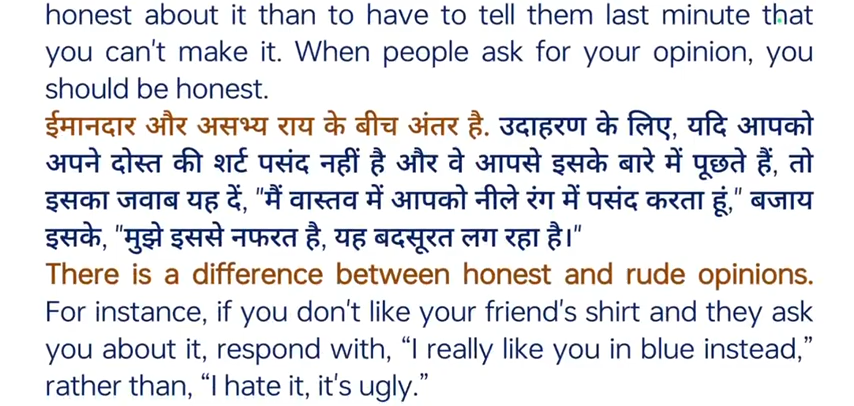 honest about it than to have to tell them last minute that
you can't make it. When people ask for your opinion, you
should be honest.
ईमानदार और असभ्य राय के बीच अंतर है. उदाहरण के लिए, यदि आपको
अपने दोस्त की शर्ट पसंद नहीं है और वे आपसे इसके बारे में पूछते हैं, तो
इसका जवाब यह दें, "मैं वास्तव में आपको नीले रंग में पसंद करता हूं," बजाय
इसके, "मुझे इससे नफरत है, यह बदसूरत लग रहा है।"
There is a difference between honest and rude opinions.
For instance, if you don't like your friend's shirt and they ask
you about it, respond with, “I really like you in blue instead,”
rather than, “I hate it, it's ugly.”